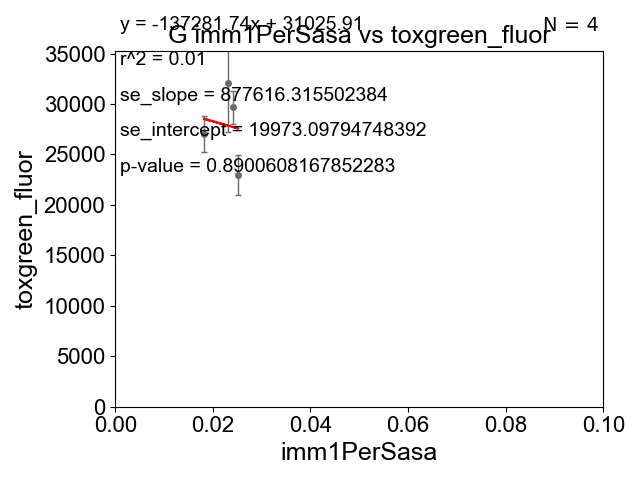 y = -137281.74x + 31025.91
N = 4
G imm1PerSasa vs toxgreen_fluor
r^2 = 0.01
se_slope = 877616.315502384
se_intercept = 19973.09794748392
p-value = 0.8900608167852283
35000
30000
25000
20000
15000
10000
5000
0
toxgreen_fluor
0.00 0.02 0.04 0.06 0.08 0.10
imm1PerSasa